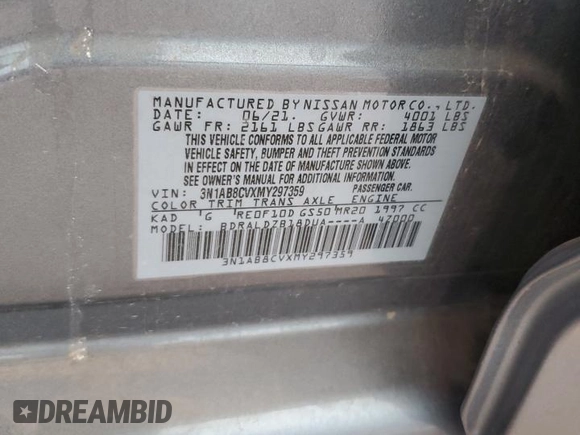 MANUFACTURED BY NISSAN MOTOR CO., LTD.
DATE: 06/21. GVWR: 4001 LBS
GAWR FR: 2161 LBS GAWR RR: 1863 LBS
THIS VEHICLE CONFORMS TO ALL APPLICABLE FEDERAL MOTOR
VEHICLE SAFETY, BUMPER AND THEFT PREVENTION STANDARDS
IN EFFECT ON THE DATE OF MANUFACTURE SHOWN ABOVE.
SEE OWNER'S MANUAL FOR ADDITIONAL INFORMATION.
VIN: 3N1AB8CVXMY297359 PASSENGER CAR.
COLOR TRIM TRANS AXLE ENGINE
KAD G RE0F10D GS50 MR20 1997 CC
MODEL: BDRALDZB18DUA----A 47000
3N1AB8CVXMY297359
DREAMBID